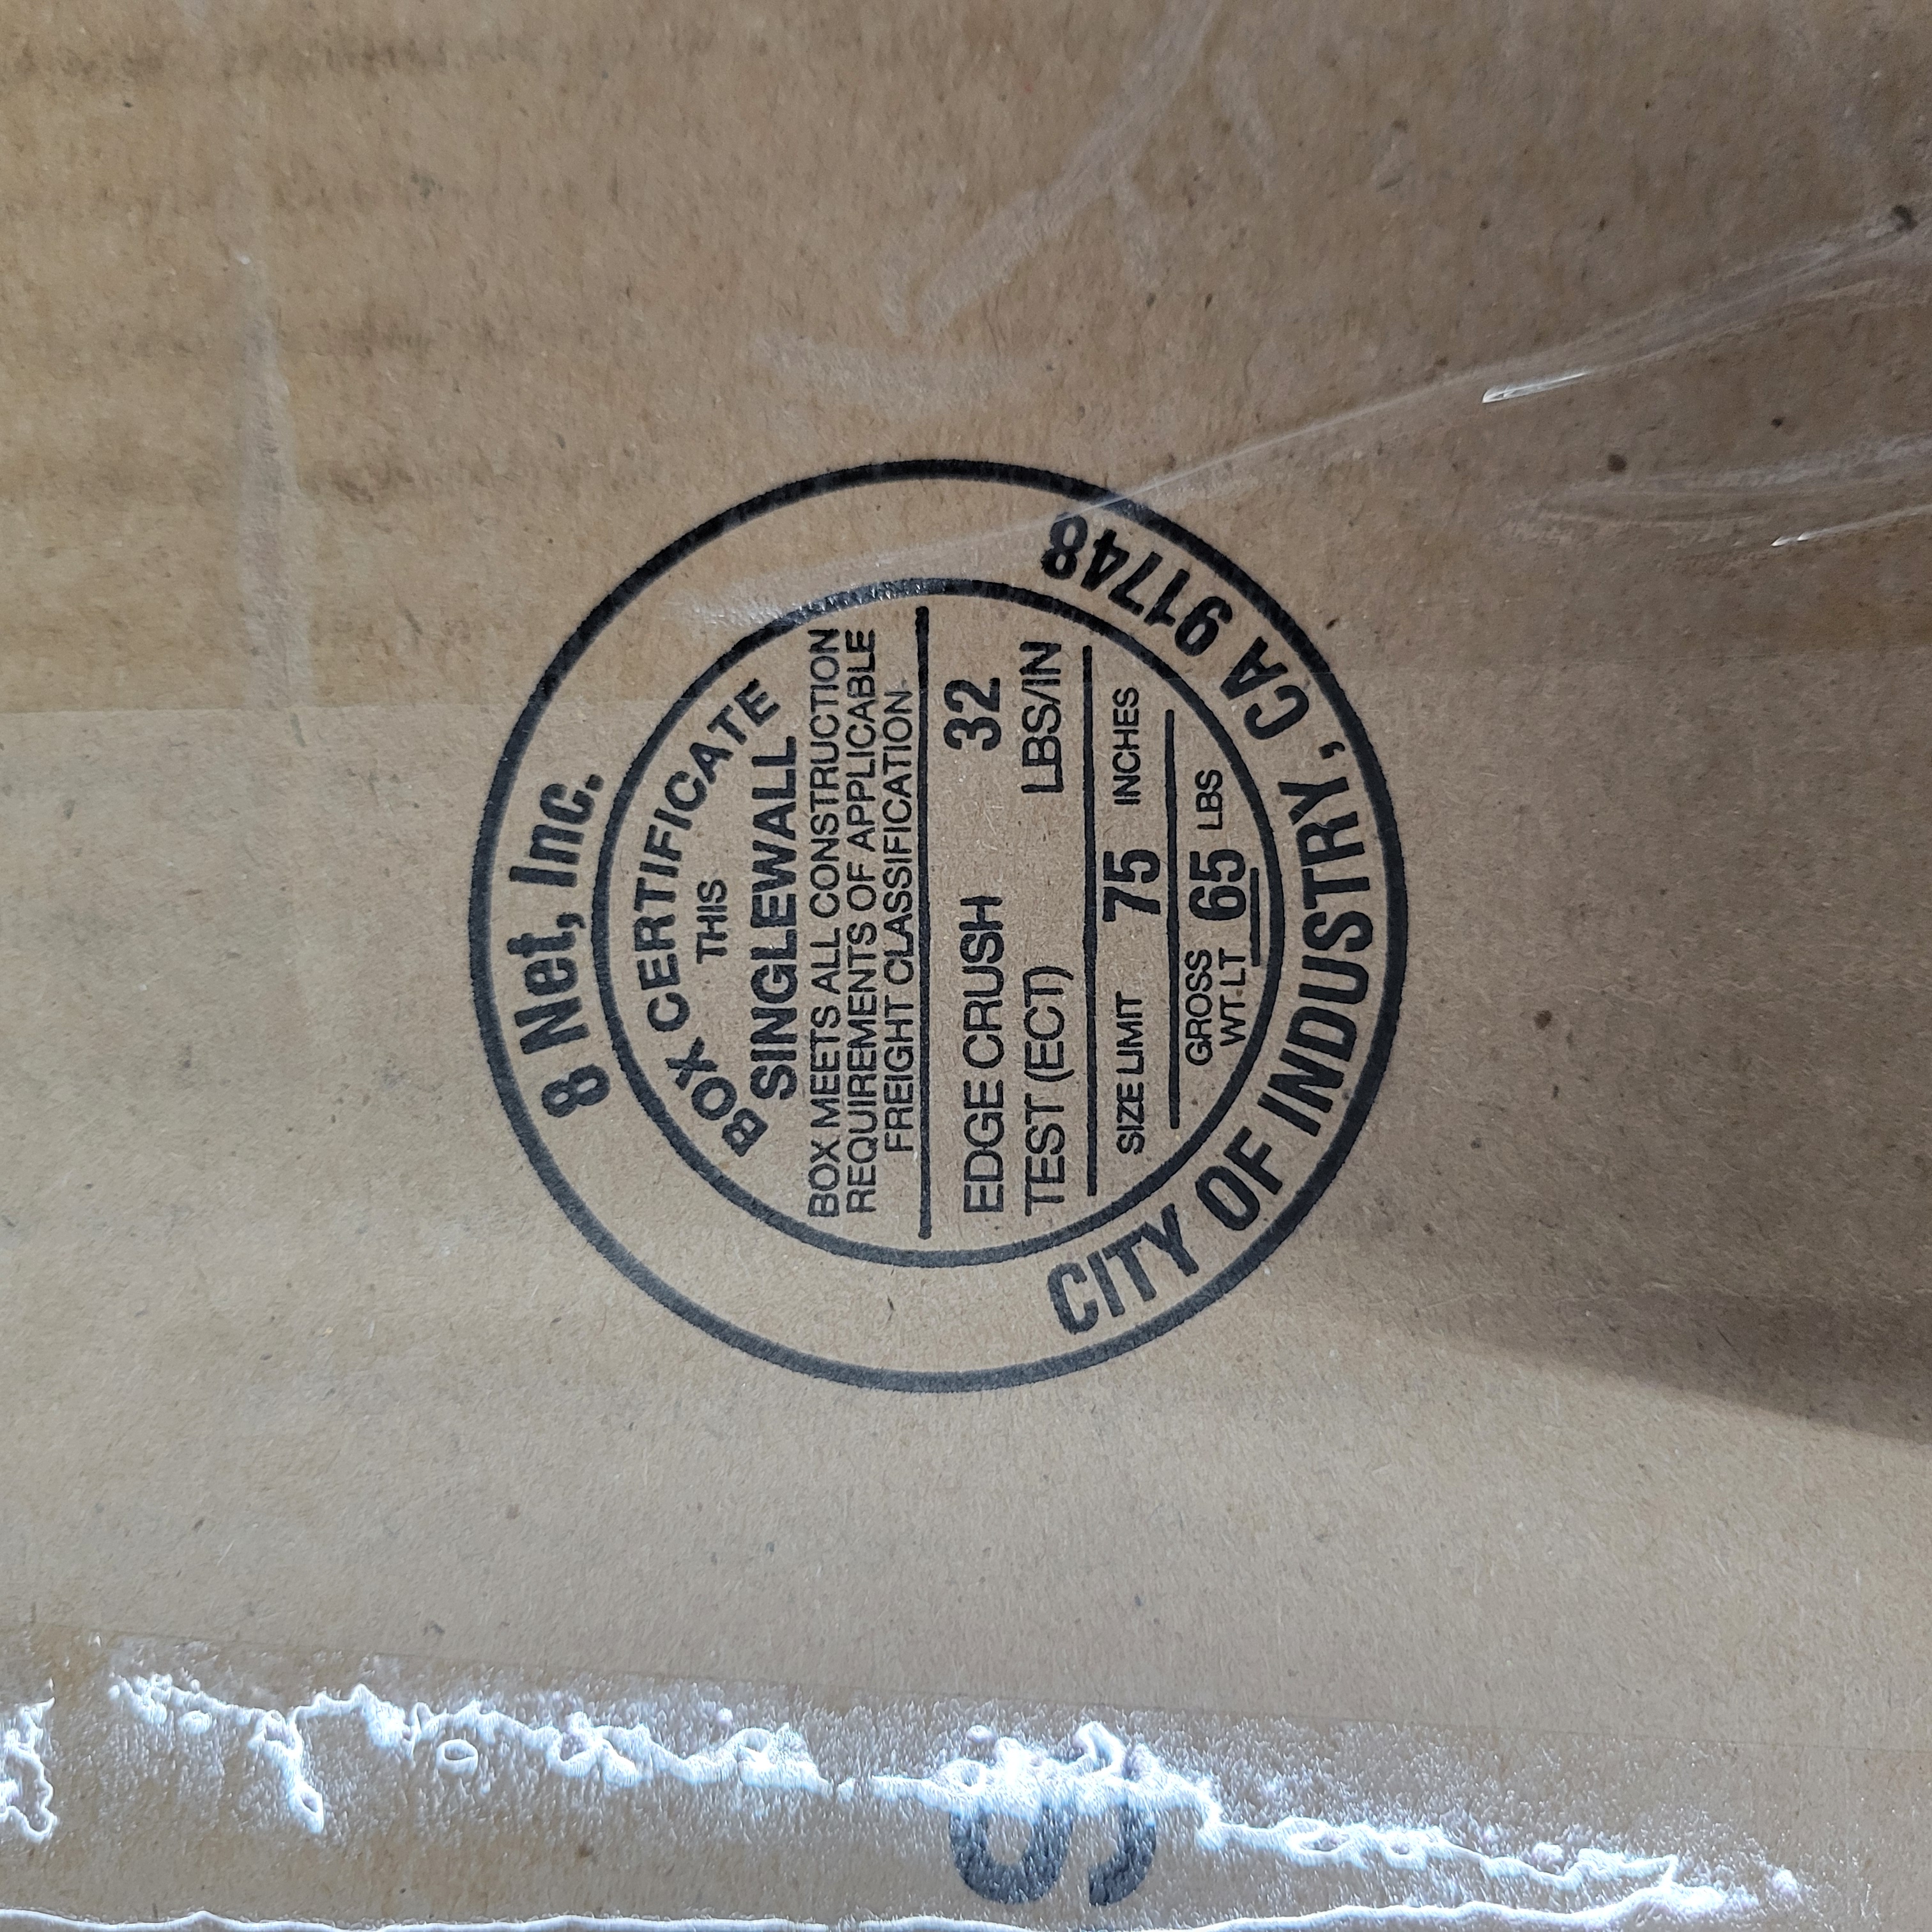 8 Net, Inc.
BOX CERTIFICATE
THIS
SINGLEWALL
BOX MEETS ALL CONSTRUCTION
REQUIREMENTS OF APPLICABLE
FREIGHT CLASSIFICATION.
EDGE CRUSH 32
TEST (ECT) LBS/IN
SIZE LIMIT 75 INCHES
GROSS
WT.LT 65 LBS
CITY OF INDUSTRY, CA 91748